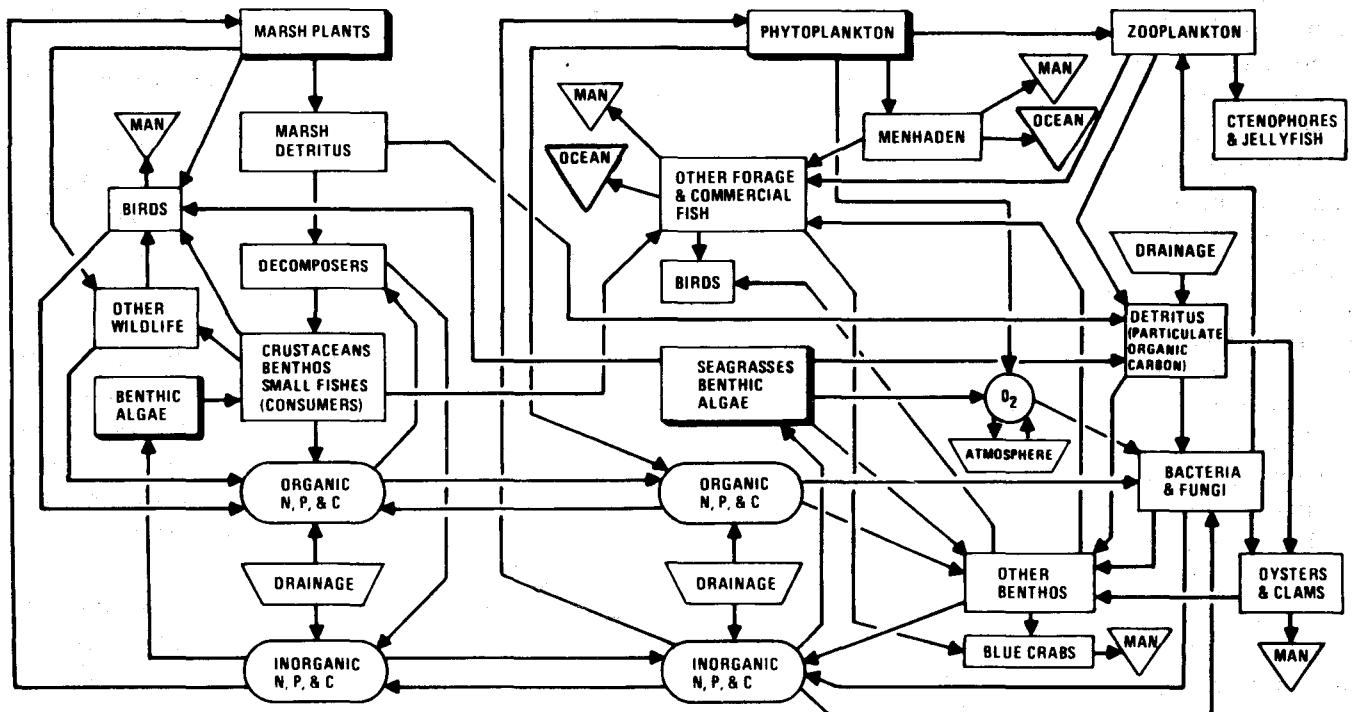 MARSH PLANTS
PHYTOPLANKTON
ZOOPLANKTON
MAN
MAN
MAN
OCEAN
CTENOPHORES
& JELLYFISH
MARSH
DETRITUS
MENHADEN
OCEAN
OTHER FORAGE
& COMMERCIAL
FISH
BIRDS
DRAINAGE
DECOMPOSERS
BIRDS
OTHER
WILDLIFE
DETRITUS
(PARTICULATE
ORGANIC
CARBON)
CRUSTACEANS
BENTHOS
SMALL FISHES
(CONSUMERS)
SEAGRASSES
BENTHIC
ALGAE
BENTHIC
ALGAE
O2
ATMOSPHERE
BACTERIA
& FUNGI
ORGANIC
N, P, & C
ORGANIC
N, P, & C
DRAINAGE
DRAINAGE
OTHER
BENTHOS
OYSTERS
& CLAMS
INORGANIC
N, P, & C
INORGANIC
N, P, & C
BLUE CRABS
MAN
MAN